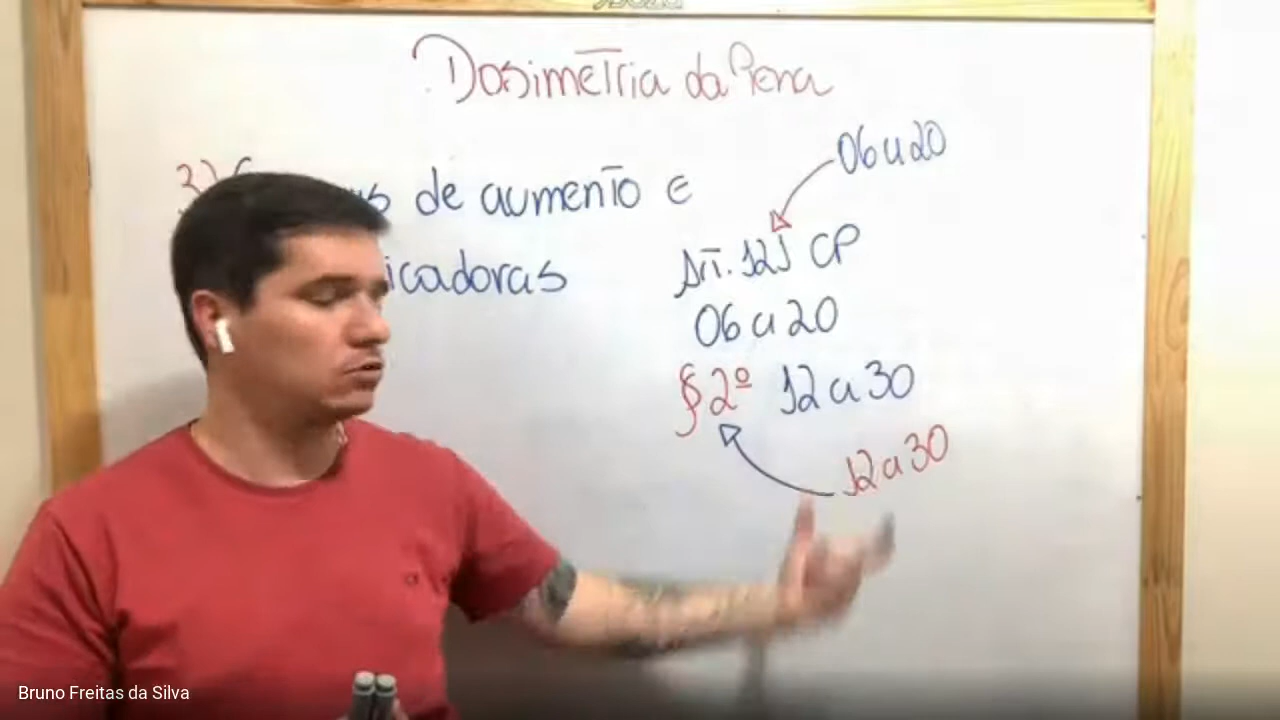 Dosimetria da Pena
06 a 20
3)
de aumento e
Art. 121 CP
06 a 20
§ 2º 12 a 30
12 a 30
Bruno Freitas da Silva